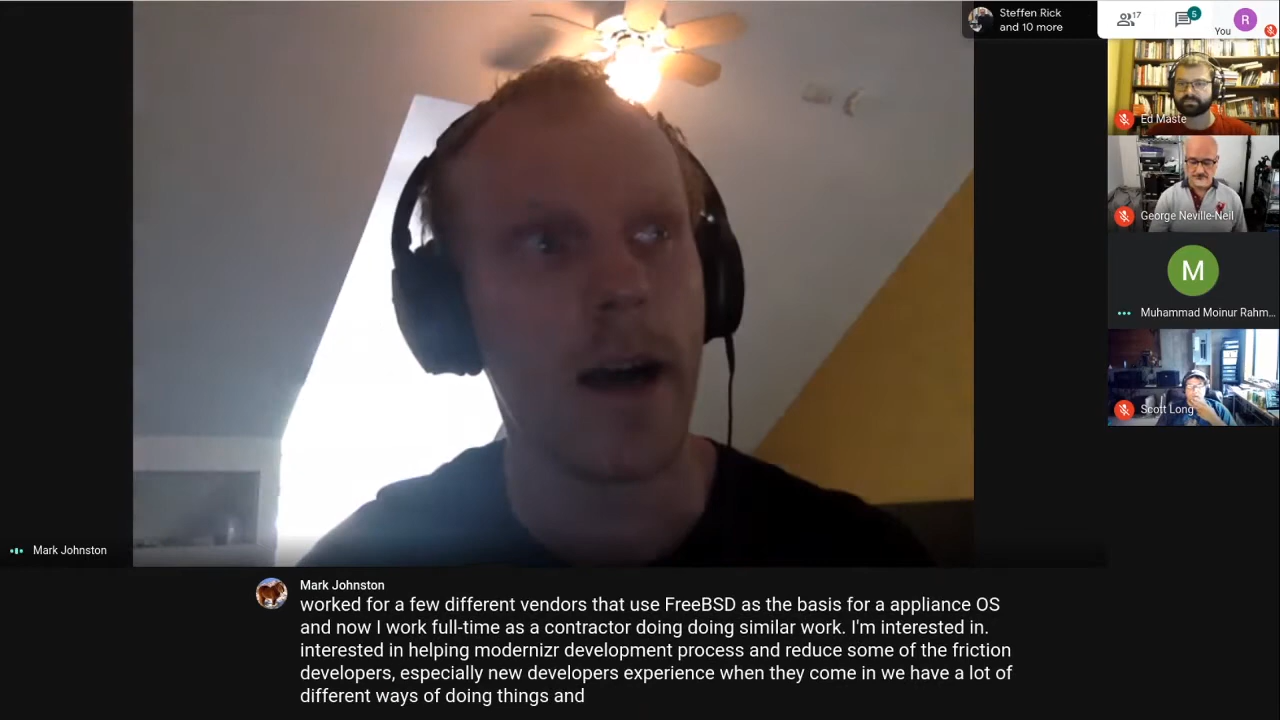 Steffen Rick
and 10 more
17
5
You
R
Ed Maste
George Neville-Neil
M
Muhammad Moinur Rahm...
Scott Long
Mark Johnston
Mark Johnston
worked for a few different vendors that use FreeBSD as the basis for a appliance OS
and now I work full-time as a contractor doing doing similar work. I'm interested in.
interested in helping modernizr development process and reduce some of the friction
developers, especially new developers experience when they come in we have a lot of
different ways of doing things and